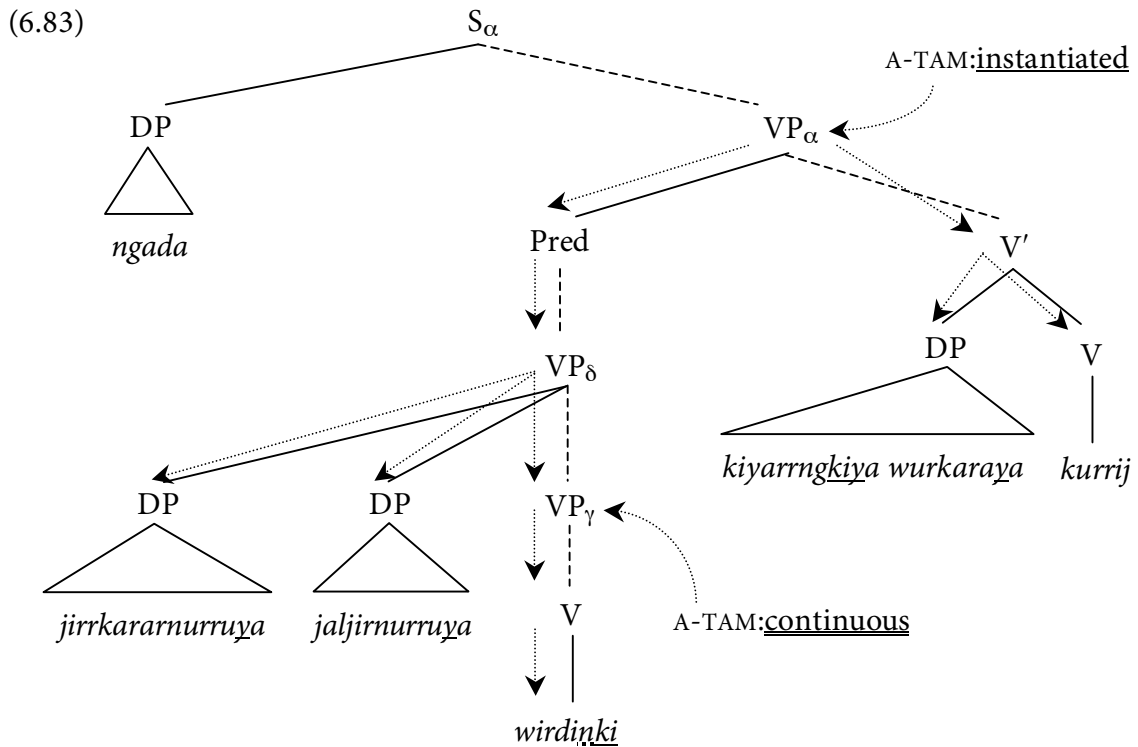 (6.83)
Sα
A-TAM:instantiated
DP
VPα
ngada
Pred
V′
VPδ
DP
V
kiyarrngkiya wurkaraya
kurrij
DP
DP
VPγ
jirrkararnurruya
jaljirnurruya
V
A-TAM:continuous
wirdiṉki